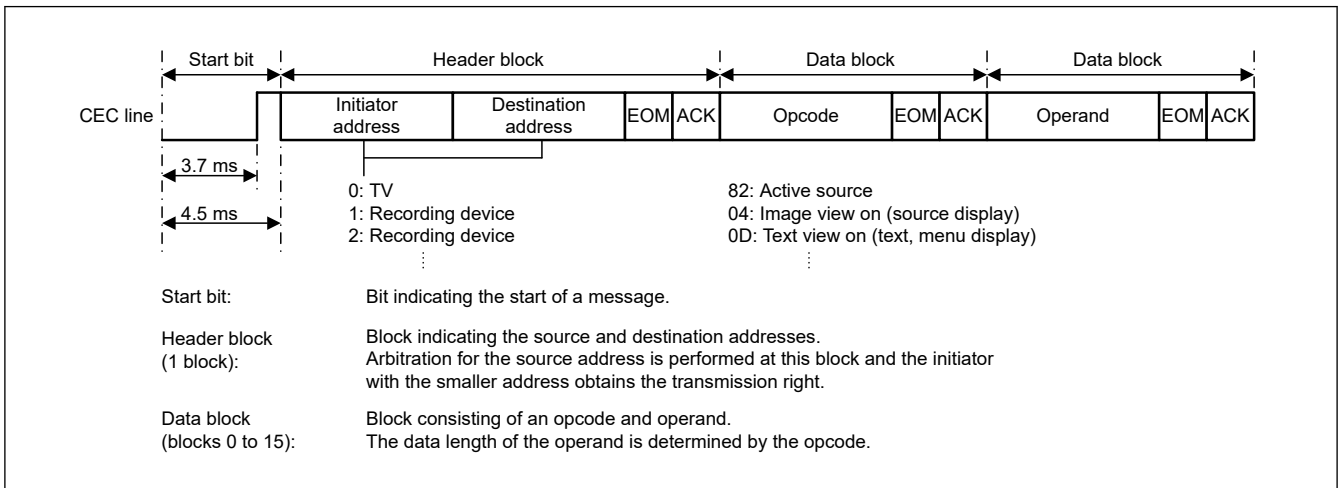 Start bit Header block Data block Data block
CEC line Initiator address Destination address EOM ACK Opcode EOM ACK Operand EOM ACK
3.7 ms
4.5 ms
0: TV
1: Recording device
2: Recording device
82: Active source
04: Image view on (source display)
0D: Text view on (text, menu display)
Start bit: Bit indicating the start of a message.
Header block (1 block): Block indicating the source and destination addresses.
Arbitration for the source address is performed at this block and the initiator
with the smaller address obtains the transmission right.
Data block (blocks 0 to 15): Block consisting of an opcode and operand.
The data length of the operand is determined by the opcode.